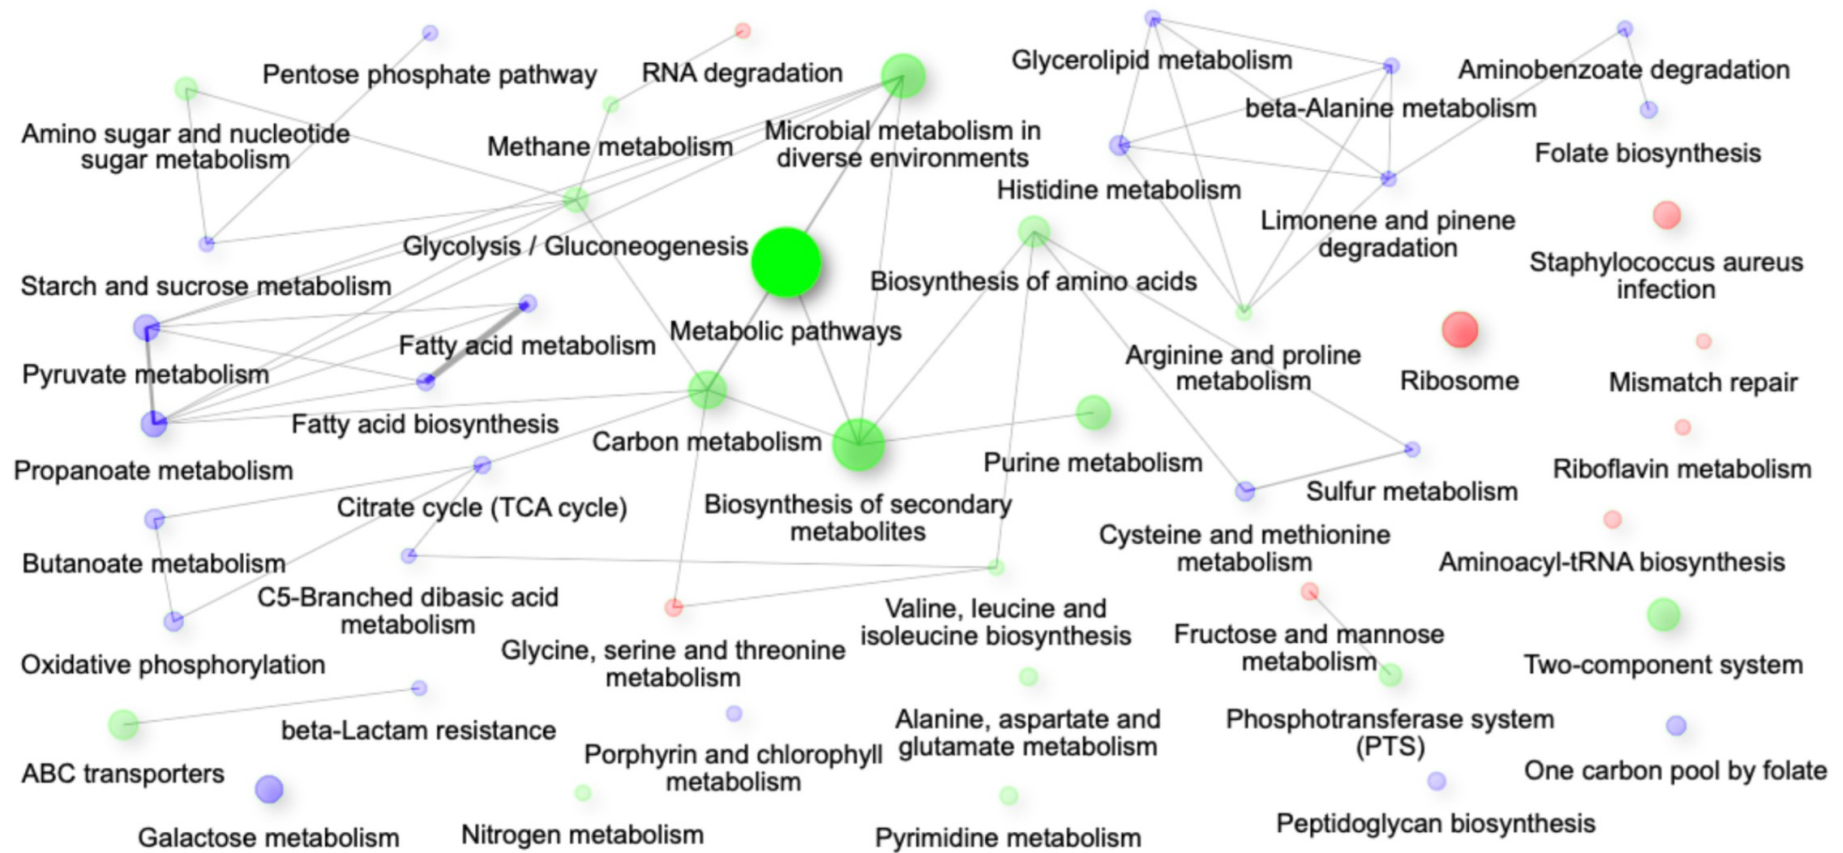 Pentose phosphate pathway
RNA degradation
Glycerolipid metabolism
Aminobenzoate degradation
beta-Alanine metabolism
Amino sugar and nucleotide
sugar metabolism
Methane metabolism
Microbial metabolism in
diverse environments
Folate biosynthesis
Histidine metabolism
Limonene and pinene
degradation
Glycolysis / Gluconeogenesis
Staphylococcus aureus
infection
Starch and sucrose metabolism
Biosynthesis of amino acids
Metabolic pathways
Fatty acid metabolism
Arginine and proline
metabolism
Pyruvate metabolism
Ribosome
Mismatch repair
Fatty acid biosynthesis
Carbon metabolism
Purine metabolism
Propanoate metabolism
Riboflavin metabolism
Sulfur metabolism
Citrate cycle (TCA cycle)
Biosynthesis of secondary
metabolites
Cysteine and methionine
metabolism
Butanoate metabolism
Aminoacyl-tRNA biosynthesis
C5-Branched dibasic acid
metabolism
Valine, leucine and
isoleucine biosynthesis
Fructose and mannose
metabolism
Oxidative phosphorylation
Glycine, serine and threonine
metabolism
Two-component system
beta-Lactam resistance
Alanine, aspartate and
glutamate metabolism
Phosphotransferase system
(PTS)
Porphyrin and chlorophyll
metabolism
ABC transporters
One carbon pool by folate
Galactose metabolism
Nitrogen metabolism
Pyrimidine metabolism
Peptidoglycan biosynthesis